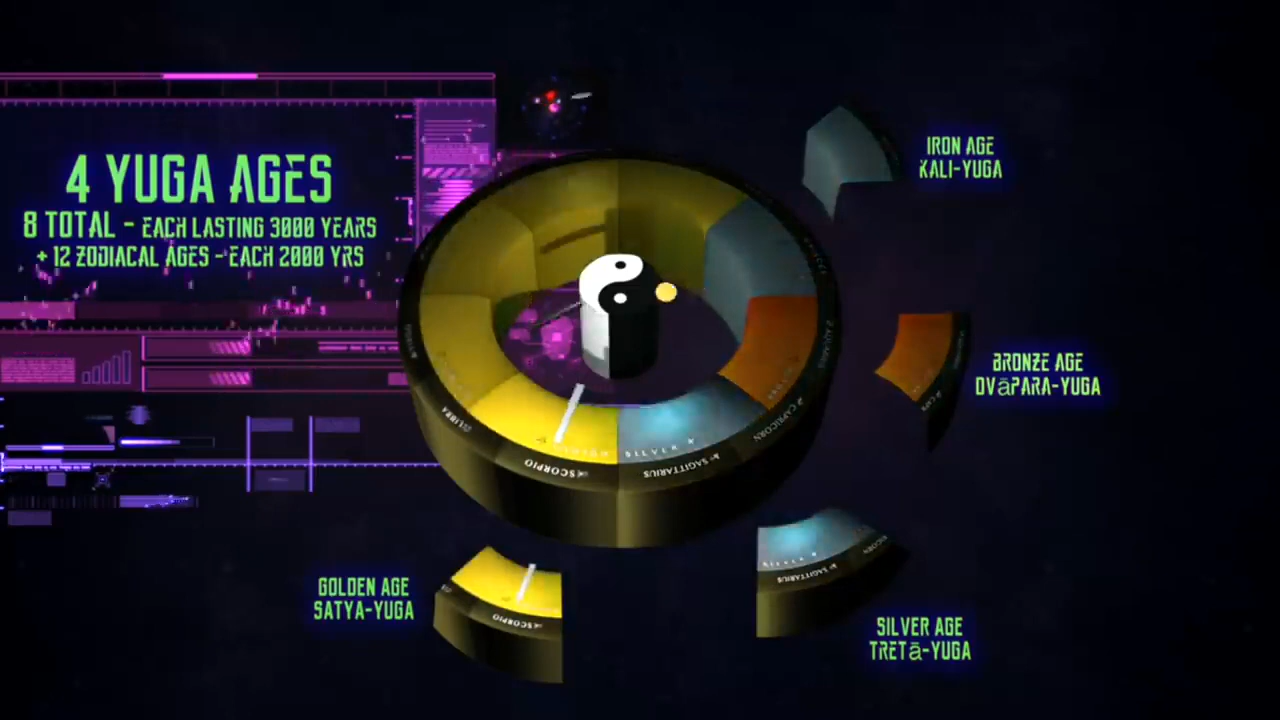 4 YUGA AGES
8 TOTAL - EACH LASTING 3000 YEARS
+ 12 ZODIACAL AGES - EACH 2000 YRS
IRON AGE
KALI-YUGA
BRONZE AGE
DVāPARA-YUGA
CAPRICORN
LIBRA
SILVER
SCORPIO
SAGITTARIUS
SILVER
SAGITTARIUS
SCORPIO
GOLDEN AGE
SATYA-YUGA
SILVER AGE
TRETā-YUGA